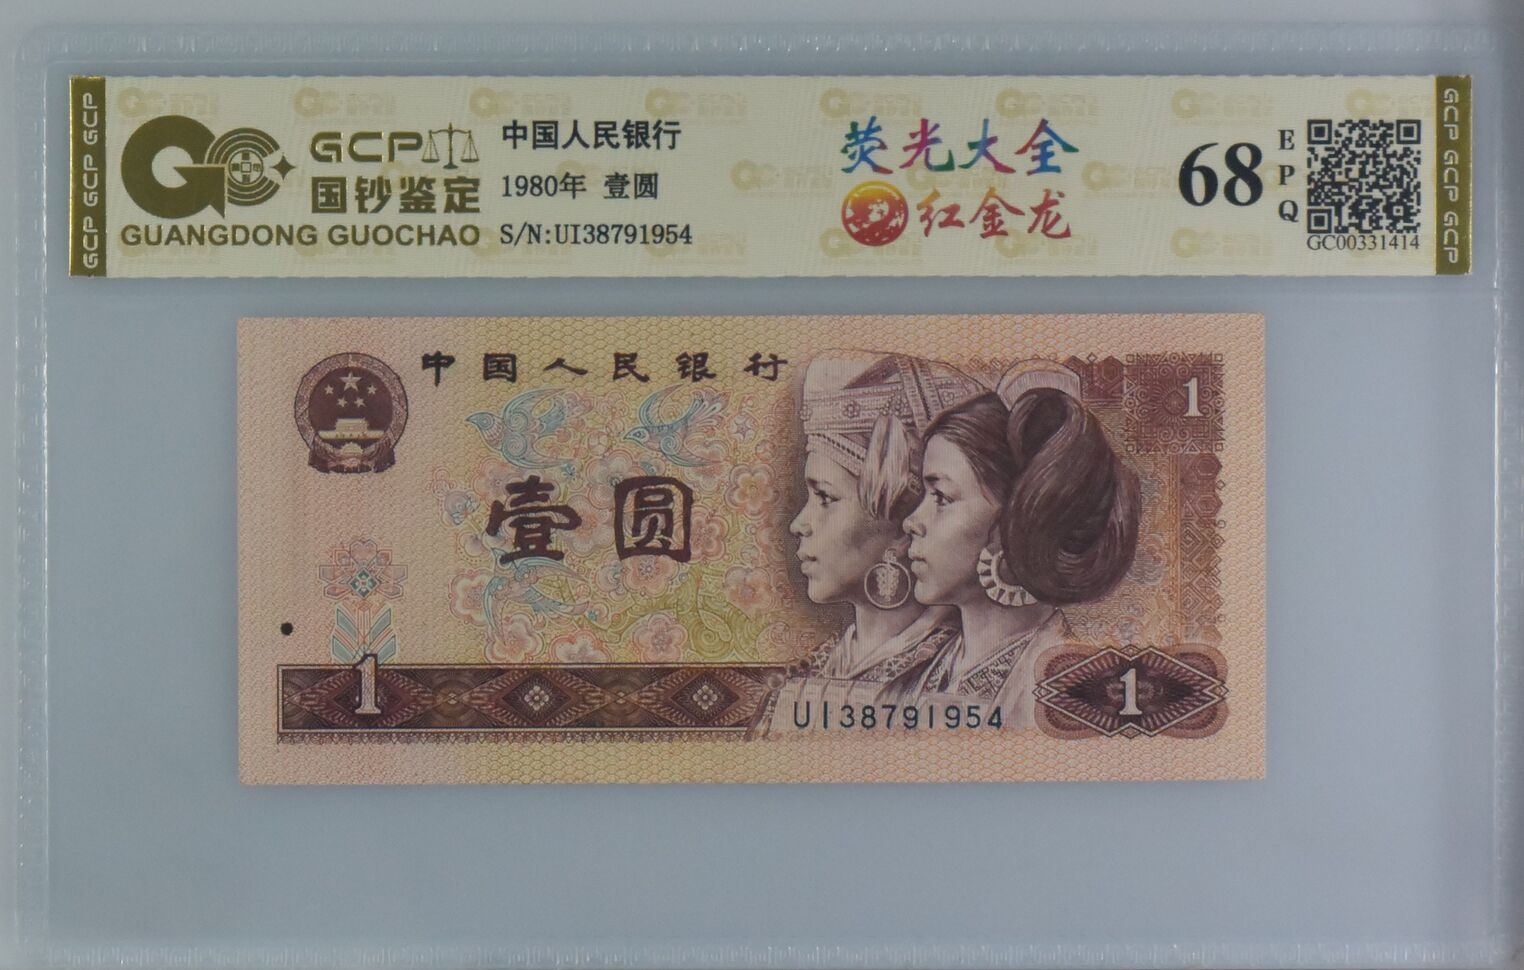 GCP GCP GCP
GCP
国钞鉴定
GUANGDONG GUOCHAO
中国人民银行
1980年 壹圆
S/N:UI38791954
荧光大全
红金龙
68
EPQ
GC00331414
GCP GCP GCP
中国人民银行
1
壹圆
1
UI38791954
1